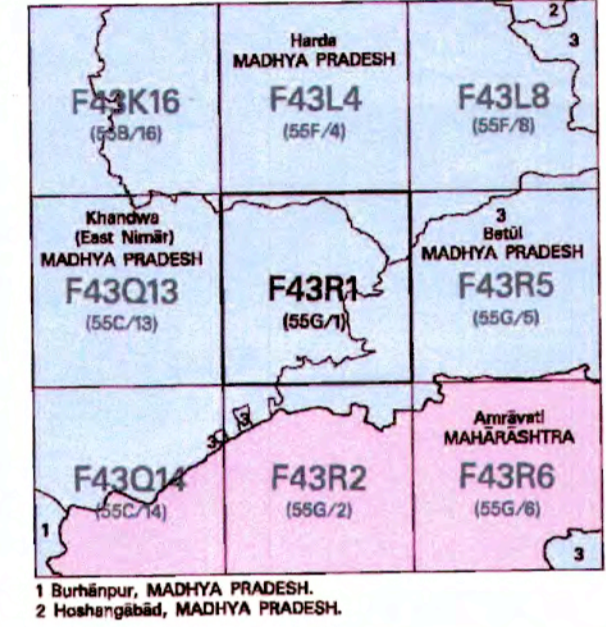 2
3
Harda
MADHYA PRADESH
F43K16
(55B/16)
F43L4
(55F/4)
F43L8
(55F/8)
Khandwa
(East Nimār)
MADHYA PRADESH
F43Q13
(55C/13)
F43R1
(55G/1)
3
Betūl
MADHYA PRADESH
F43R5
(55G/5)
3
3
Amrāvati
MAHĀRĀSHTRA
F43Q14
(55C/14)
F43R2
(55G/2)
F43R6
(55G/6)
1
3
1 Burhānpur, MADHYA PRADESH.
2 Hoshangābād, MADHYA PRADESH.